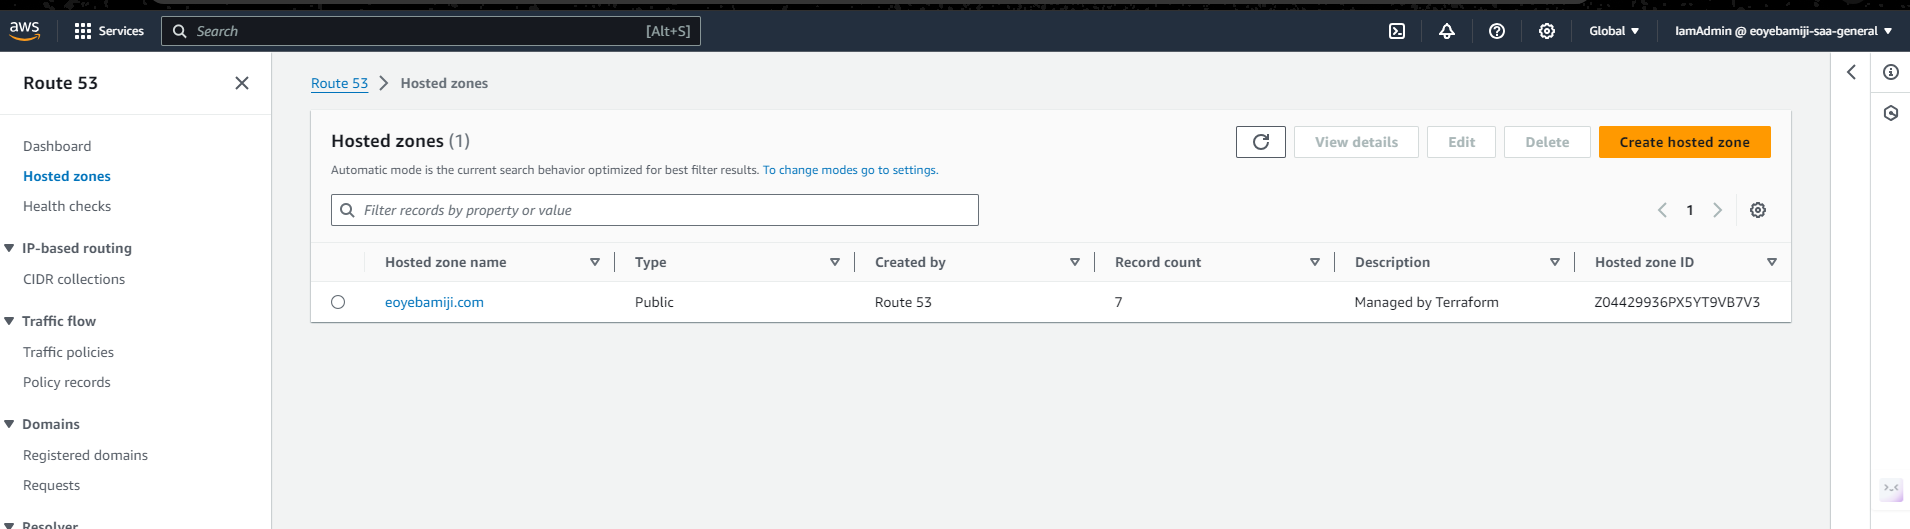 aws
Services
Search [Alt+S]
Global
IamAdmin @ eoyebamiji-saa-general
Route 53
Dashboard
Hosted zones
Health checks
IP-based routing
CIDR collections
Traffic flow
Traffic policies
Policy records
Domains
Registered domains
Requests
Resolver
Route 53 > Hosted zones
Hosted zones (1)
View details
Edit
Delete
Create hosted zone
Automatic mode is the current search behavior optimized for best filter results. To change modes go to settings.
Filter records by property or value
1
Hosted zone name Type Created by Record count Description Hosted zone ID
eoyebamiji.com Public Route 53 7 Managed by Terraform Z04429936PX5YT9VB7V3